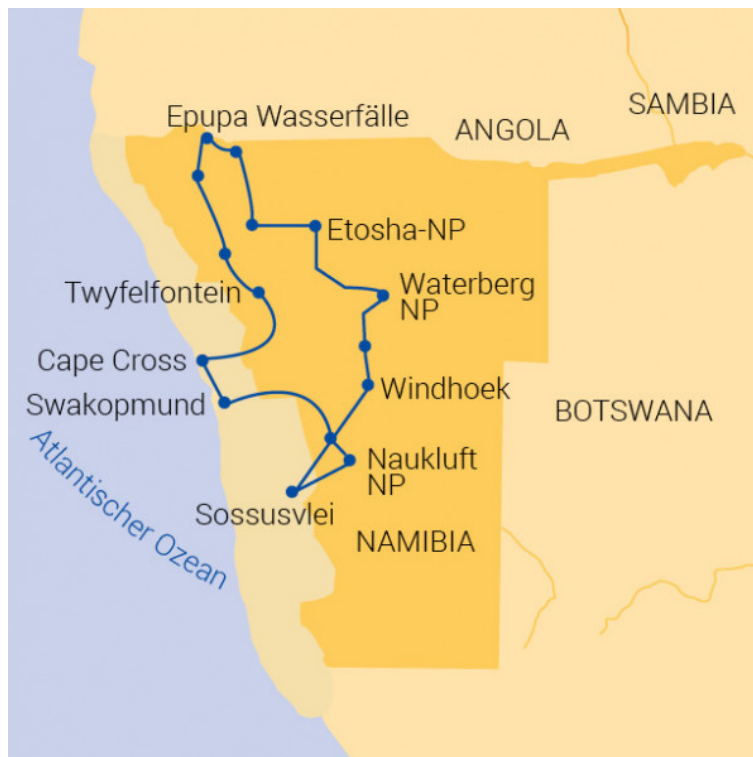 SAMBIA
Epupa Wasserfälle
ANGOLA
Etosha-NP
Waterberg
NP
Twyfelfontein
Cape Cross
Windhoek
Swakopmund
BOTSWANA
Naukluft
NP
Sossusvlei
NAMIBIA
Atlantischer Ozean